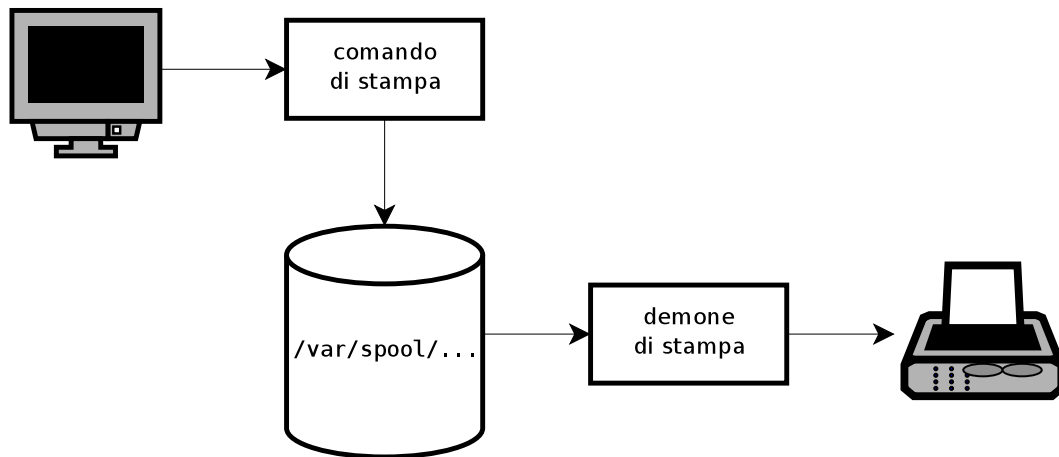 comando
di stampa
/var/spool/...
demone
di stampa